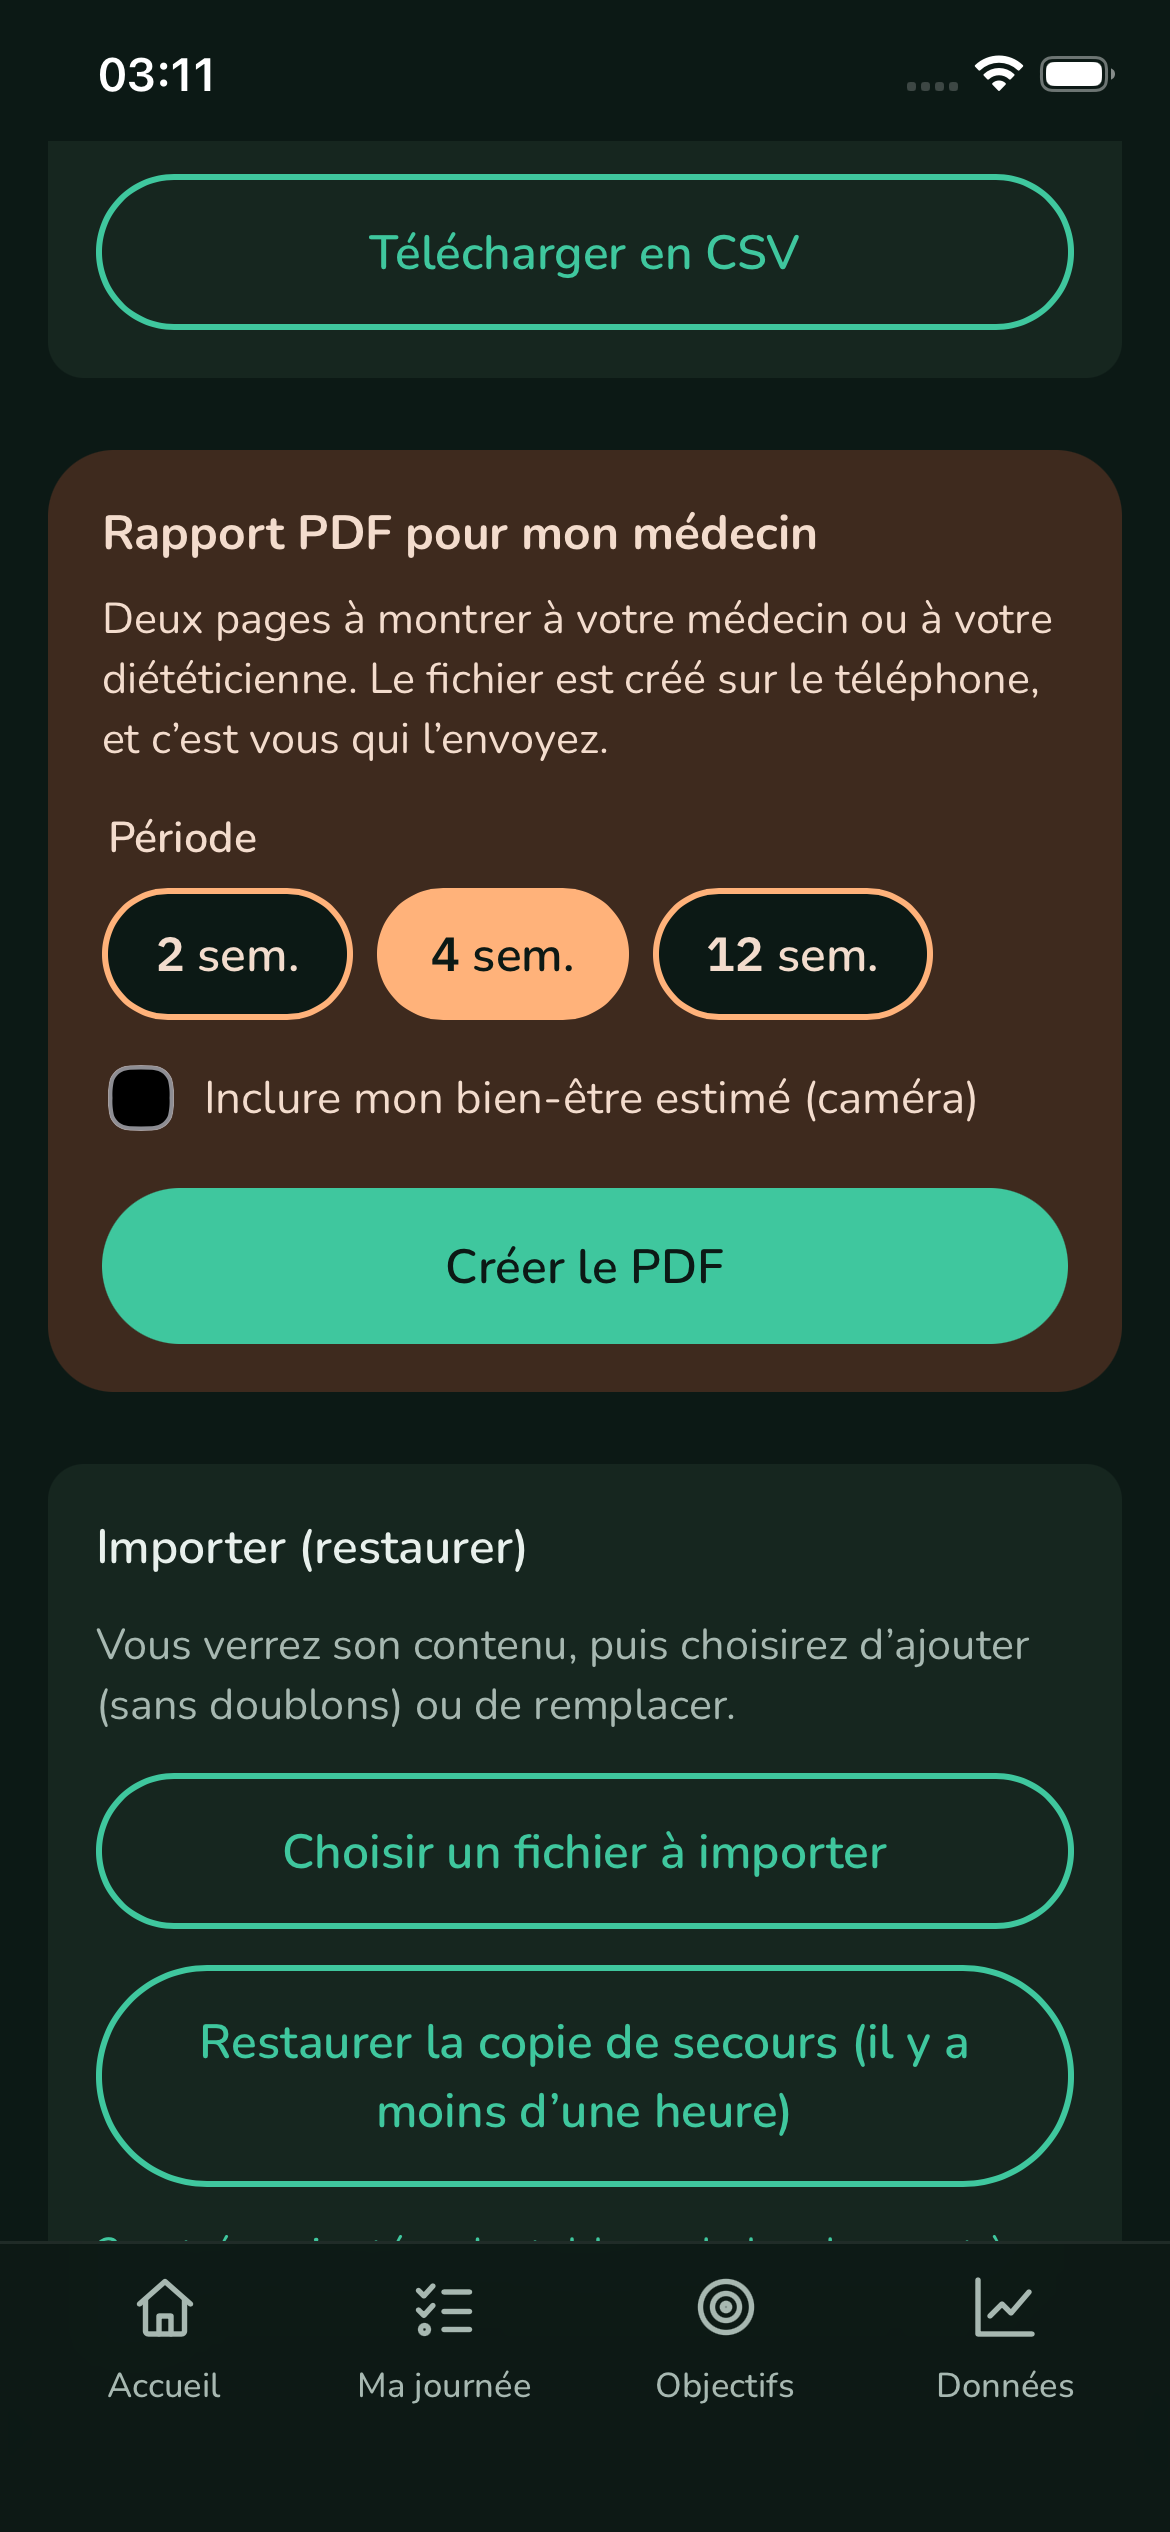 03:11
Télécharger en CSV
Rapport PDF pour mon médecin
Deux pages à montrer à votre médecin ou à votre
diététicienne. Le fichier est créé sur le téléphone,
et c’est vous qui l’envoyez.
Période
2 sem.
4 sem.
12 sem.
Inclure mon bien-être estimé (caméra)
Créer le PDF
Importer (restaurer)
Vous verrez son contenu, puis choisirez d’ajouter
(sans doublons) ou de remplacer.
Choisir un fichier à importer
Restaurer la copie de secours (il y a
moins d’une heure)
Accueil
Ma journée
Objectifs
Données